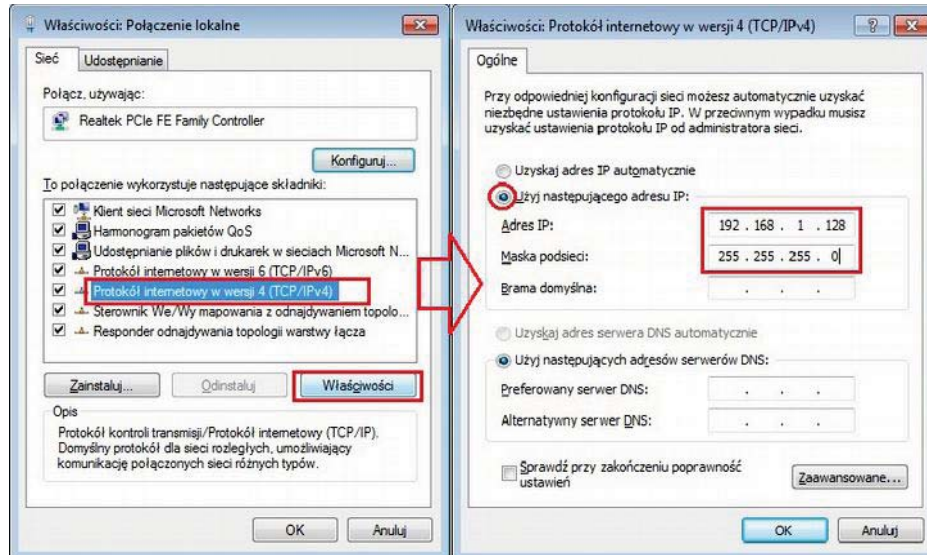 Właściwości: Połączenie lokalne
Sieć
Udostępnianie
Połącz, używając:
Realtek PCIe FE Family Controller
Konfiguruj...
To połączenie wykorzystuje następujące składniki:
Klient sieci Microsoft Networks
Harmonogram pakietów QoS
Udostępnianie plików i drukarek w sieciach Microsoft N...
Protokół internetowy w wersji 6 (TCP/IPv6)
Protokół internetowy w wersji 4 (TCP/IPv4)
Sterownik We/Wy mapowania z odnajdywaniem topolo...
Responder odnajdywania topologii warstwy łącza
Zainstaluj...
Odinstaluj
Właściwości
Opis
Protokół kontroli transmisji/Protokół internetowy (TCP/IP).
Domyślny protokół dla sieci rozległych, umożliwiający
komunikację połączonych sieci różnych typów.
OK
Anuluj
Właściwości: Protokół internetowy w wersji 4 (TCP/IPv4)
Ogólne
Przy odpowiedniej konfiguracji sieci możesz automatycznie uzyskać
niezbędne ustawienia protokołu IP. W przeciwnym wypadku musisz
uzyskać ustawienia protokołu IP od administratora sieci.
Uzyskaj adres IP automatycznie
Użyj następującego adresu IP:
Adres IP:
192 . 168 . 1 . 128
Maska podsieci:
255 . 255 . 255 . 0
Brama domyślna:
Uzyskaj adres serwera DNS automatycznie
Użyj następujących adresów serwerów DNS:
Preferowany serwer DNS:
Alternatywny serwer DNS:
Sprawdź przy zakończeniu poprawność
ustawień
Zaawansowane...
OK
Anuluj